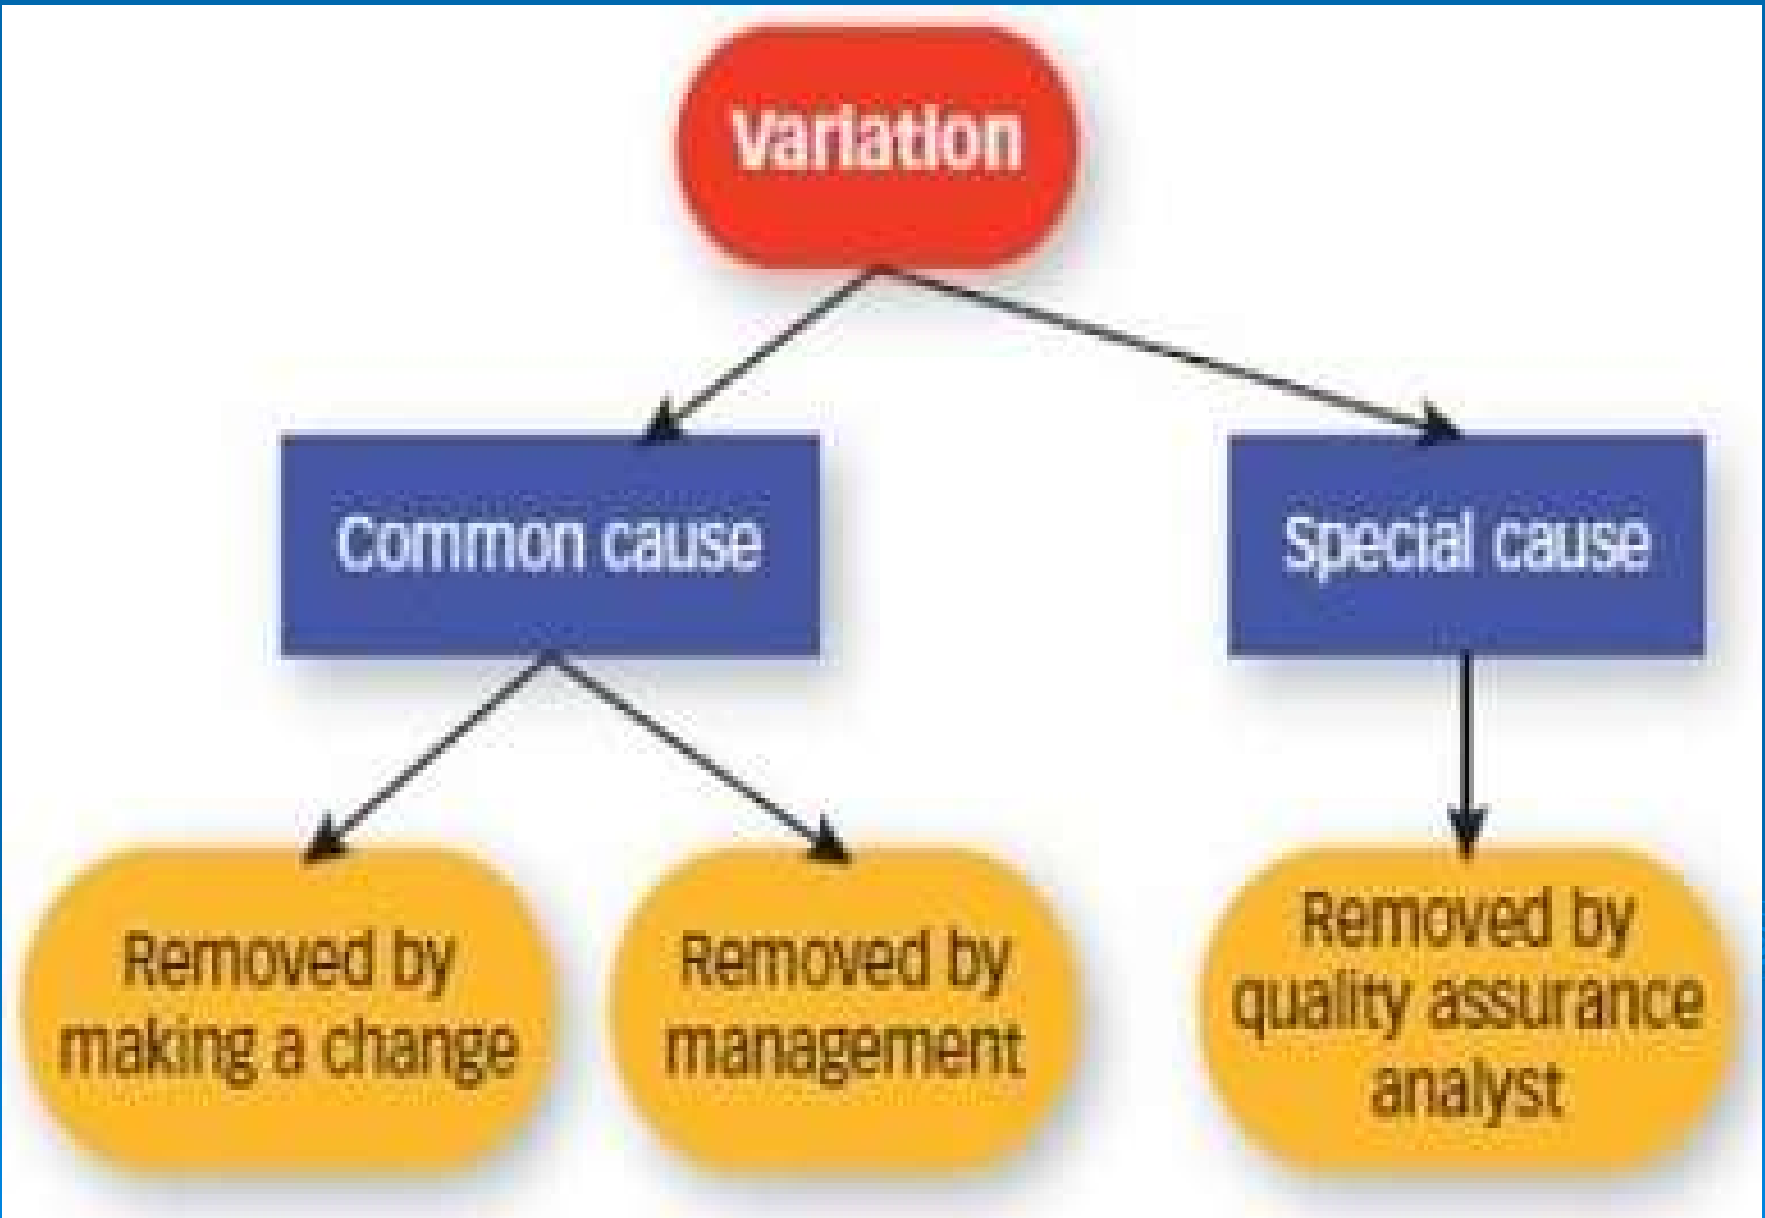 Variation
Common cause
Special cause
Removed by
making a change
Removed by
management
Removed by
quality assurance
analyst